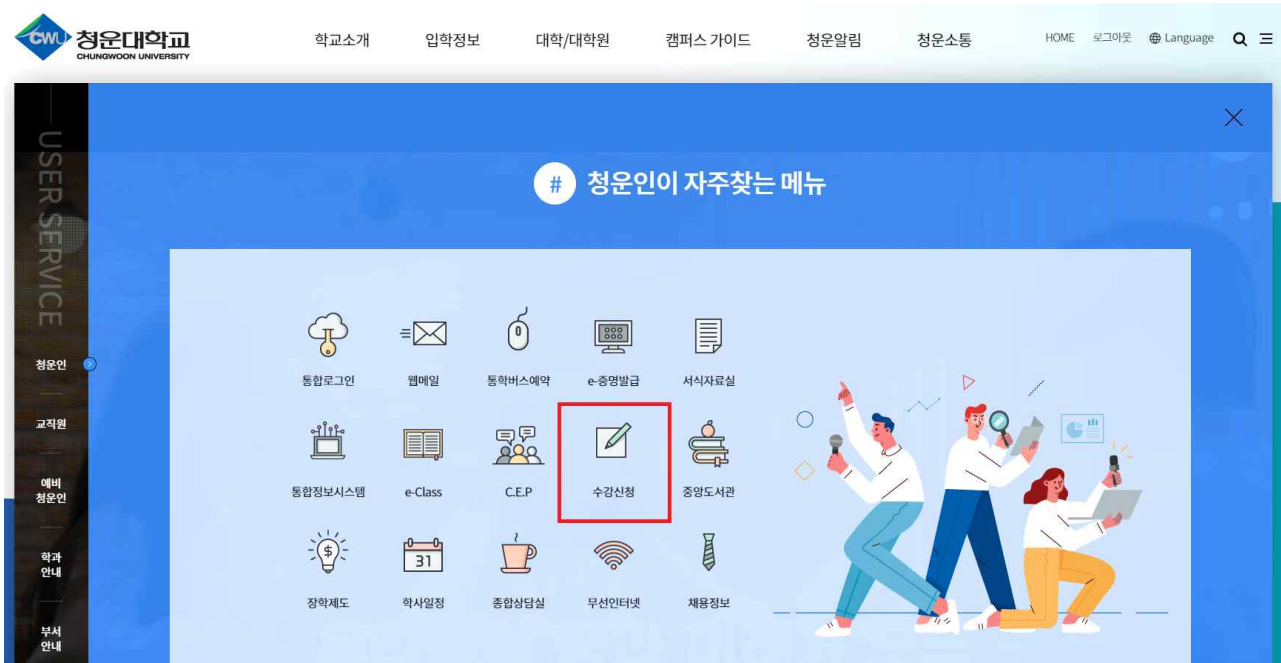 CWU 청운대학교
CHUNGWOON UNIVERSITY
학교소개 입학정보 대학/대학원 캠퍼스 가이드 청운알림 청운소통 HOME 로그아웃 Language
USER SERVICE
# 청운인이 자주찾는 메뉴
청운인
교직원
예비
청운인
학과
안내
부서
안내
통합로그인 웹메일 통학버스예약 e-증명발급 서식자료실
통합정보시스템 e-Class C.E.P 수강신청 중앙도서관
$ 31
장학제도 학사일정 종합상담실 무선인터넷 채용정보